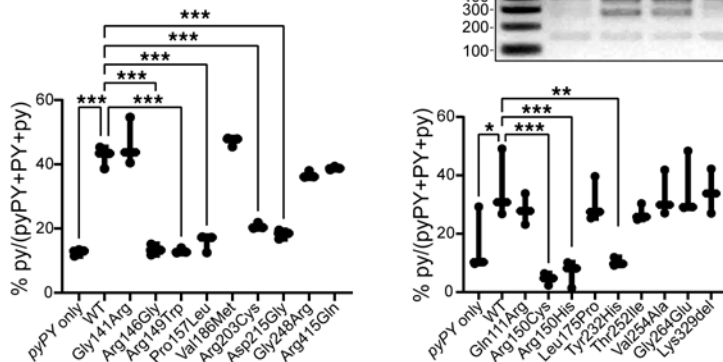 300-
200-
100-
***
***
***
***
*** ***
% py/(pyPY+PY+py)
60
40
20
0
pyPY only
WT
Gly141Arg
Arg146Gly
Arg149Trp
Pro157Leu
Val186Met
Arg203Cys
Asp215Gly
Gly248Arg
Arg415Gln
**
***
* ***
% py/(pyPY+PY+py)
60
40
20
0
pyPY only
WT
Gln111Arg
Arg150Cys
Arg150His
Leu175Pro
Tyr232His
Thr252Ile
Val254Ala
Gly264Glu
Lys329del